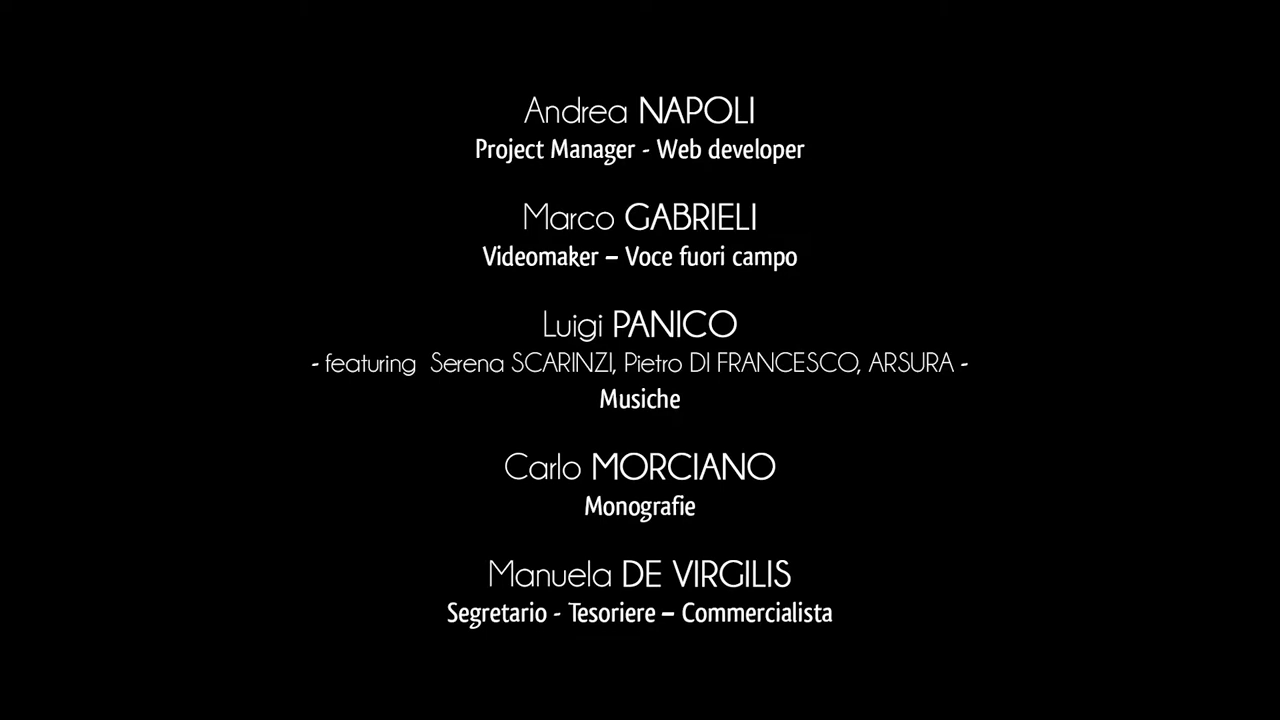 Andrea NAPOLI
Project Manager - Web developer
Marco GABRIELI
Videomaker – Voce fuori campo
Luigi PANICO
- featuring  Serena SCARINZI, Pietro DI FRANCESCO, ARSURA -
Musiche
Carlo MORCIANO
Monografie
Manuela DE VIRGILIS
Segretario - Tesoriere – Commercialista